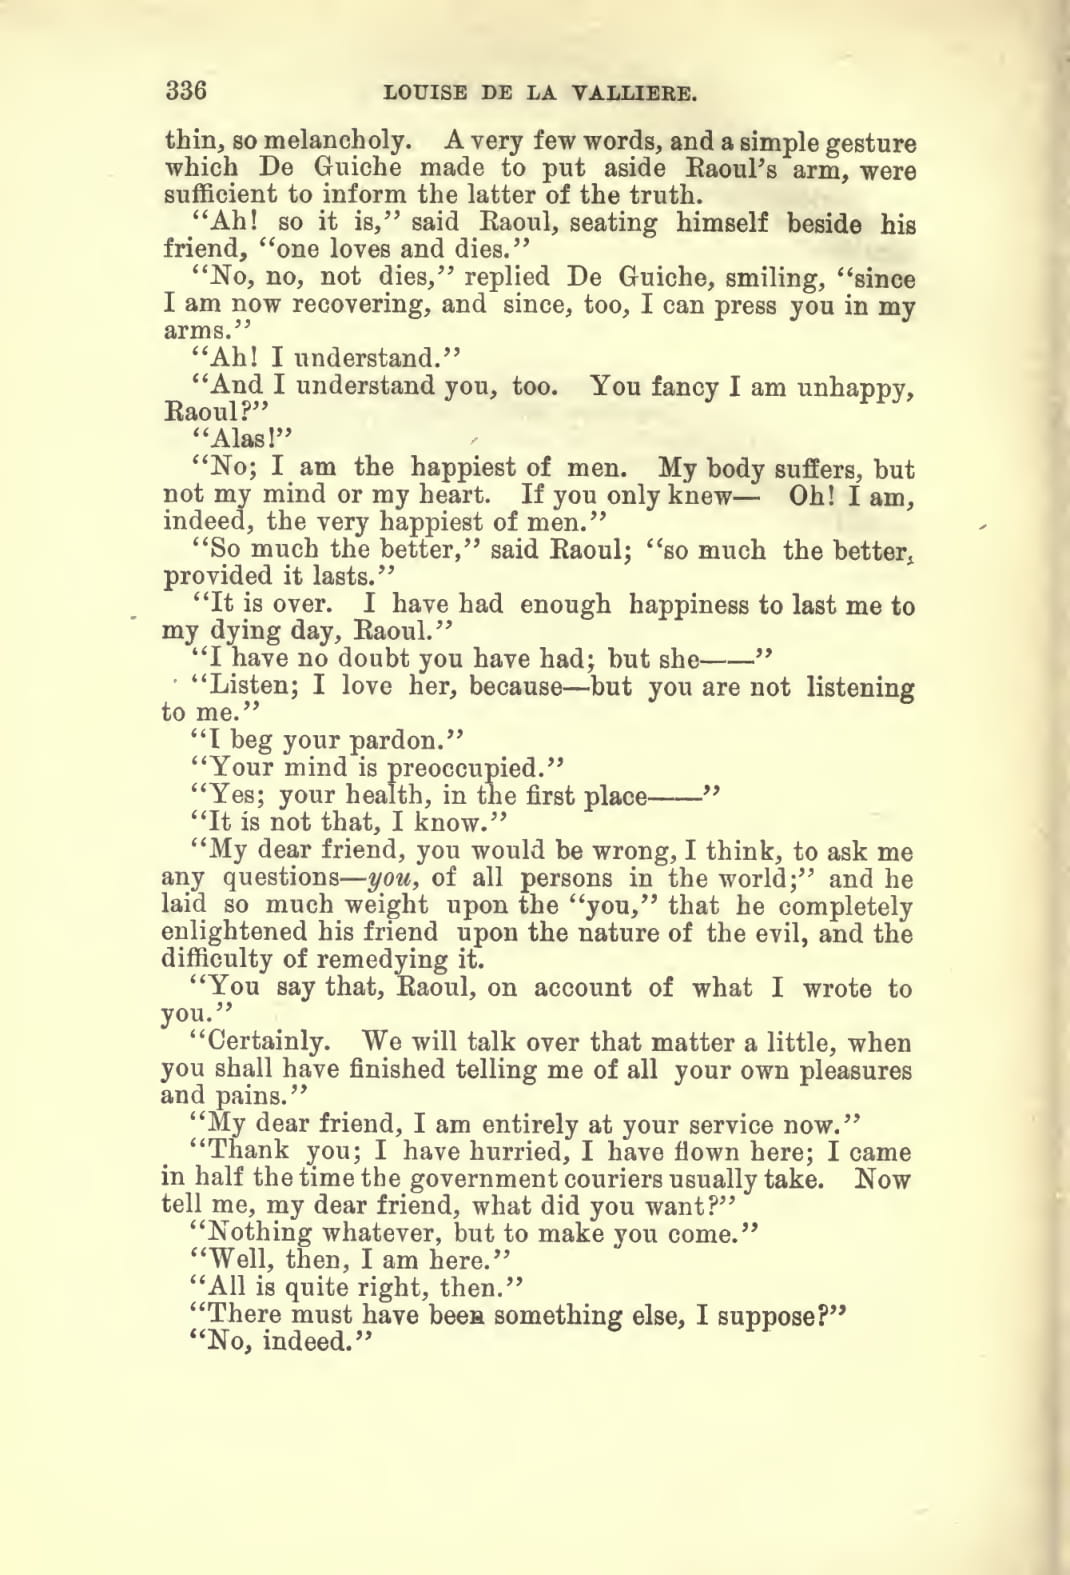 336 LOUISE DE LA VALLIERE.
thin, so melancholy. A very few words, and a simple gesture
which De Guiche made to put aside Raoul's arm, were
sufficient to inform the latter of the truth.
“Ah! so it is,” said Raoul, seating himself beside his
friend, “one loves and dies.”
“No, no, not dies,” replied De Guiche, smiling, “since
I am now recovering, and since, too, I can press you in my
arms.”
“Ah! I understand.”
“And I understand you, too. You fancy I am unhappy,
Raoul?”
“Alas!”
“No; I am the happiest of men. My body suffers, but
not my mind or my heart. If you only knew— Oh! I am,
indeed, the very happiest of men.”
“So much the better,” said Raoul; “so much the better,
provided it lasts.”
“It is over. I have had enough happiness to last me to
my dying day, Raoul.”
“I have no doubt you have had; but she——”
“Listen; I love her, because—but you are not listening
to me.”
“I beg your pardon.”
“Your mind is preoccupied.”
“Yes; your health, in the first place——”
“It is not that, I know.”
“My dear friend, you would be wrong, I think, to ask me
any questions—you, of all persons in the world;” and he
laid so much weight upon the “you,” that he completely
enlightened his friend upon the nature of the evil, and the
difficulty of remedying it.
“You say that, Raoul, on account of what I wrote to
you.”
“Certainly. We will talk over that matter a little, when
you shall have finished telling me of all your own pleasures
and pains.”
“My dear friend, I am entirely at your service now.”
“Thank you; I have hurried, I have flown here; I came
in half the time the government couriers usually take. Now
tell me, my dear friend, what did you want?”
“Nothing whatever, but to make you come.”
“Well, then, I am here.”
“All is quite right, then.”
“There must have been something else, I suppose?”
“No, indeed.”